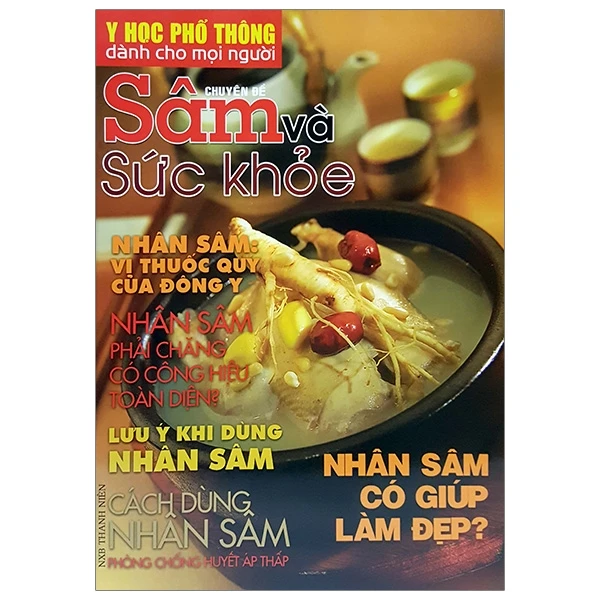 Y HỌC PHỔ THÔNG
dành cho mọi người
CHUYÊN ĐỀ
Sâm và
Sức khỏe
NHÂN SÂM:
VỊ THUỐC QUÝ
CỦA ĐÔNG Y
NHÂN SÂM
PHẢI CHĂNG
CÓ CÔNG HIỆU
TOÀN DIỆN?
LƯU Ý KHI DÙNG
NHÂN SÂM
CÁCH DÙNG
NHÂN SÂM
PHÒNG CHỐNG HUYẾT ÁP THẤP
NHÂN SÂM
CÓ GIÚP
LÀM ĐẸP?
NXB THANH NIÊN